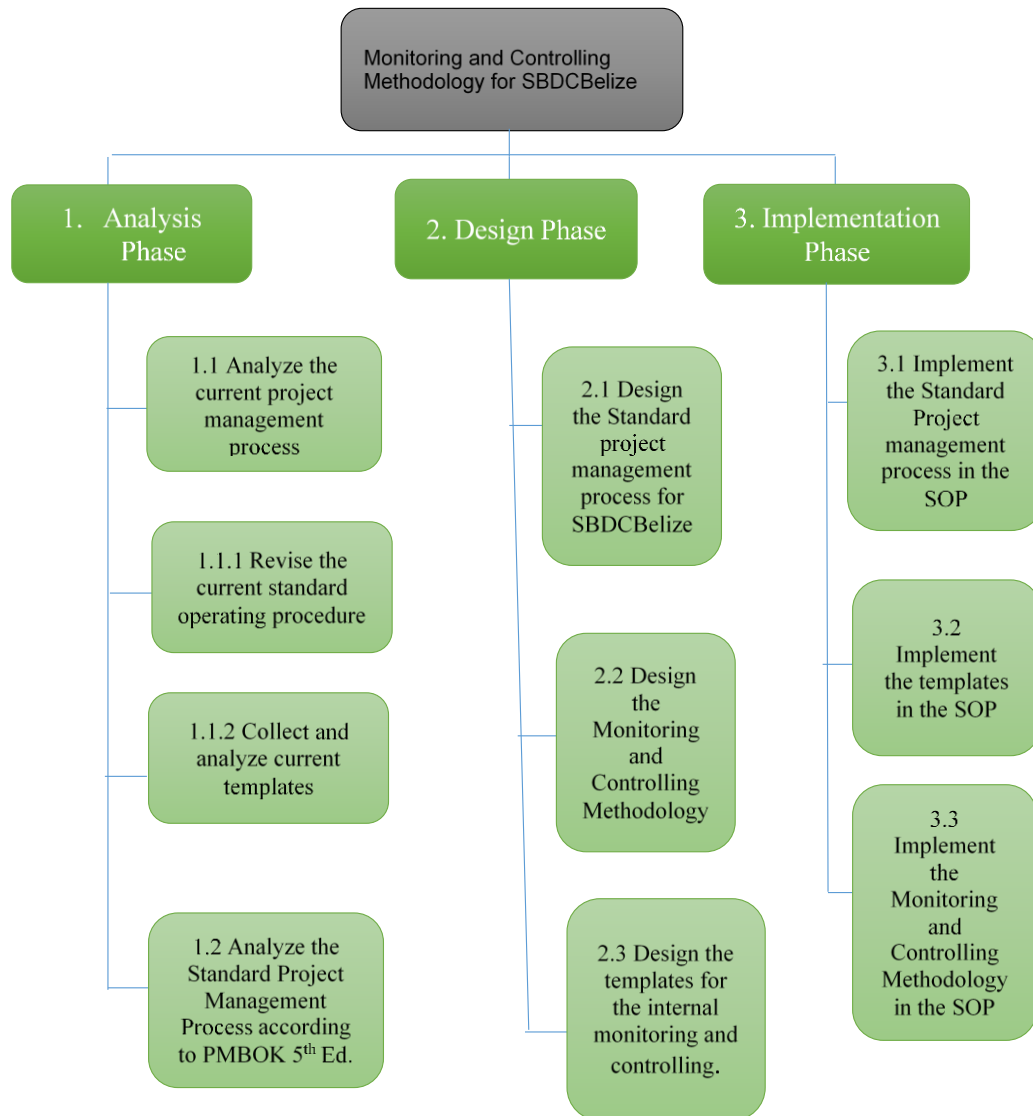 Monitoring and Controlling
Methodology for SBDCBelize
1. Analysis
Phase
2. Design Phase
3. Implementation
Phase
1.1 Analyze the
current project
management
process
1.1.1 Revise the
current standard
operating procedure
1.1.2 Collect and
analyze current
templates
1.2 Analyze the
Standard Project
Management
Process according
to PMBOK 5th Ed.
2.1 Design
the Standard
project
management
process for
SBDCBelize
2.2 Design
the
Monitoring
and
Controlling
Methodology
2.3 Design the
templates for
the internal
monitoring and
controlling.
3.1 Implement
the Standard
Project
management
process in the
SOP
3.2
Implement
the templates
in the SOP
3.3
Implement
the
Monitoring
and
Controlling
Methodology
in the SOP